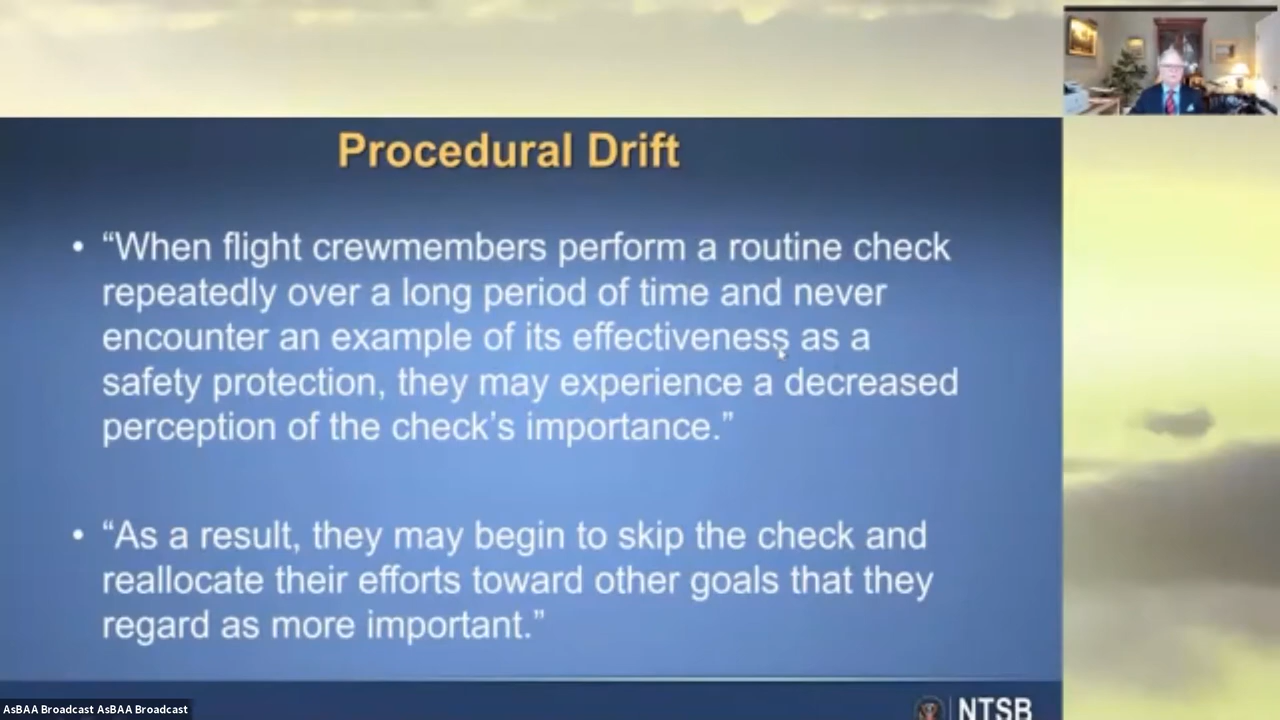 Procedural Drift
• “When flight crewmembers perform a routine check
repeatedly over a long period of time and never
encounter an example of its effectiveness as a
safety protection, they may experience a decreased
perception of the check’s importance.”
• “As a result, they may begin to skip the check and
reallocate their efforts toward other goals that they
regard as more important.”
AsBAA Broadcast AsBAA Broadcast
NTSB